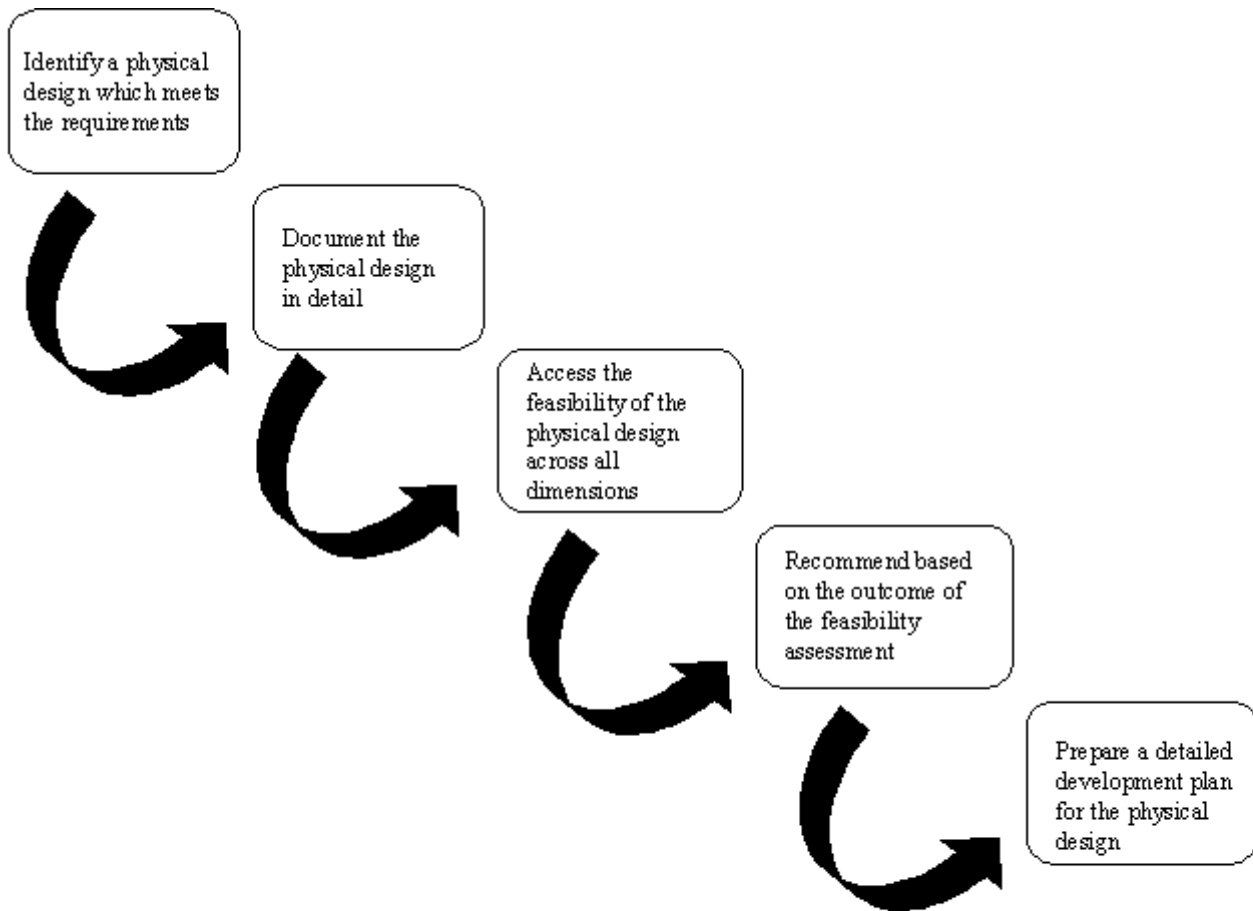 Identify a physical
design which meets
the requirements
Document the
physical design
in detail
Access the
feasibility of the
physical design
across all
dimensions
Recommend based
on the outcome of
the feasibility
assessment
Prepare a detailed
development plan
for the physical
design